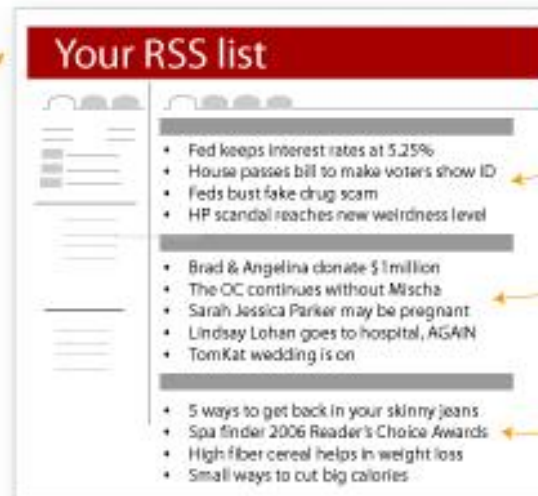 Your RSS list
• Fed keeps interest rates at 5.25%
• House passes bill to make voters show ID
• Feds bust fake drug scam
• HP scandal reaches new weirdness level
• Brad & Angelina donate $1million
• The OC continues without Mischa
• Sarah Jessica Parker may be pregnant
• Lindsay Lohan goes to hospital, AGAIN
• TomKat wedding is on
• 5 ways to get back in your skinny jeans
• Spa finder 2006 Reader's Choice Awards
• High fiber cereal helps in weight loss
• Small ways to cut big calories